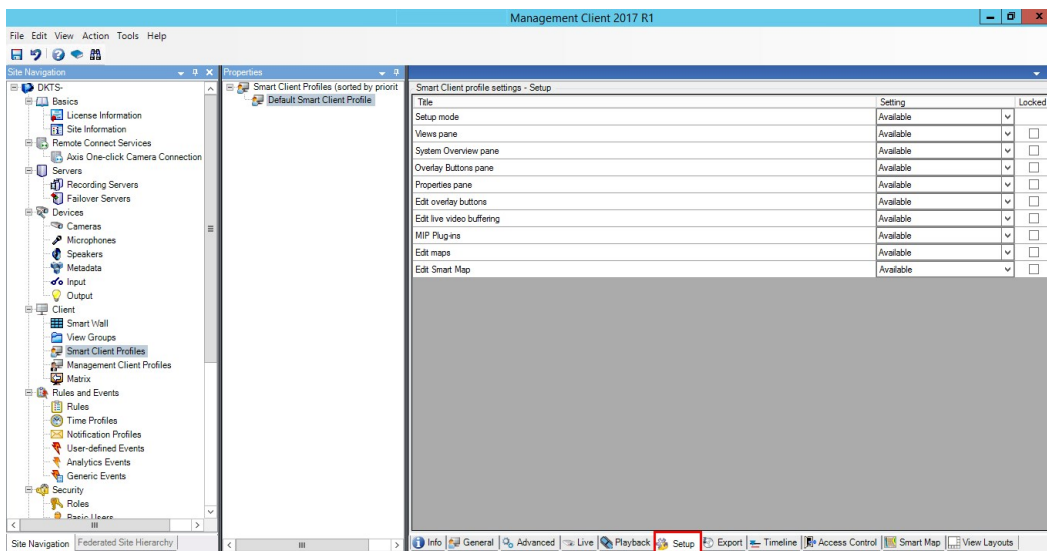 Management Client 2017 R1
File Edit View Action Tools Help
Site Navigation
DKTS-
Basics
License Information
Site Information
Remote Connect Services
Axis One-click Camera Connection
Servers
Recording Servers
Failover Servers
Devices
Cameras
Microphones
Speakers
Metadata
Input
Output
Client
Smart Wall
View Groups
Smart Client Profiles
Management Client Profiles
Matrix
Rules and Events
Rules
Time Profiles
Notification Profiles
User-defined Events
Analytics Events
Generic Events
Security
Roles
Basic Users
Site Navigation Federated Site Hierarchy
Properties
Smart Client Profiles (sorted by priorit
Default Smart Client Profile
Smart Client profile settings - Setup
Title Setting Locked
Setup mode Available
Views pane Available
System Overview pane Available
Overlay Buttons pane Available
Properties pane Available
Edit overlay buttons Available
Edit live video buffering Available
MIP Plug-ins Available
Edit maps Available
Edit Smart Map Available
Info General Advanced Live Playback Setup Export Timeline Access Control Smart Map View Layouts